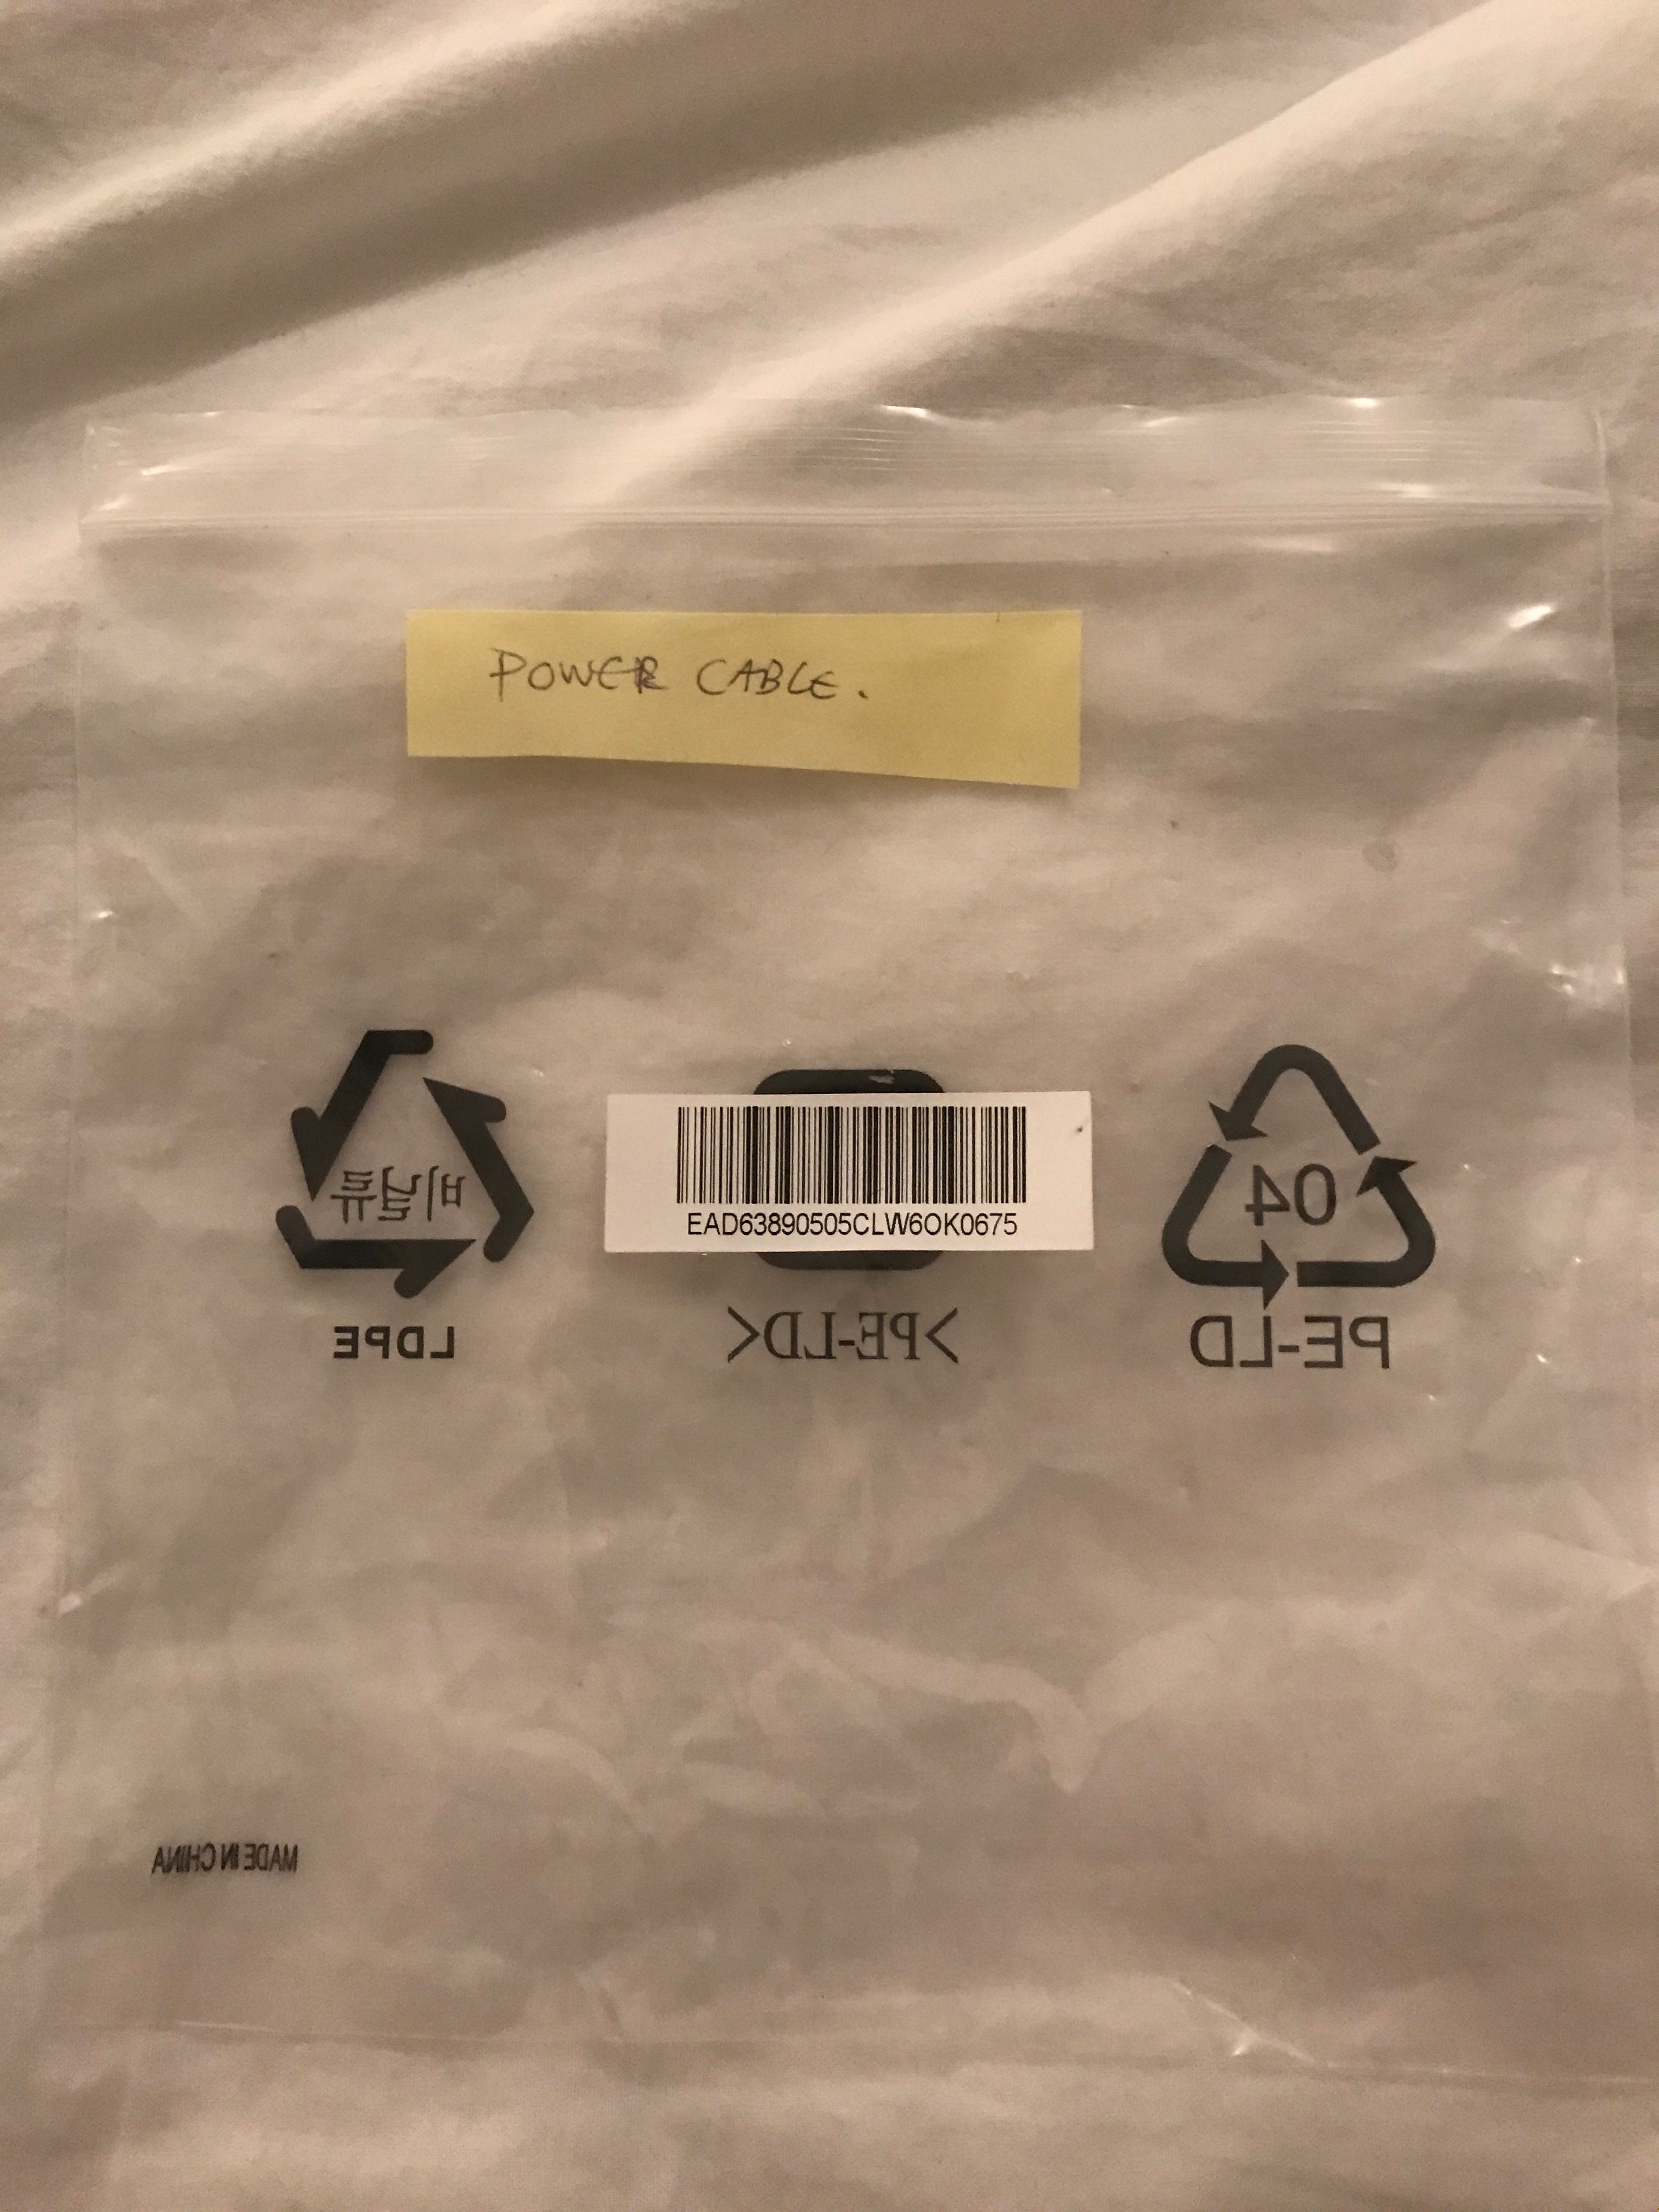 POWER CABLE.
비닐류
EAD63890505CLW6OK0675
04
LDPE
>PE-LD<
PE-LD
MADE IN CHINA